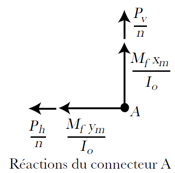 P_v
n
M_f x_m
I_o
A
P_h
n
M_f y_m
I_o
Réactions du connecteur A